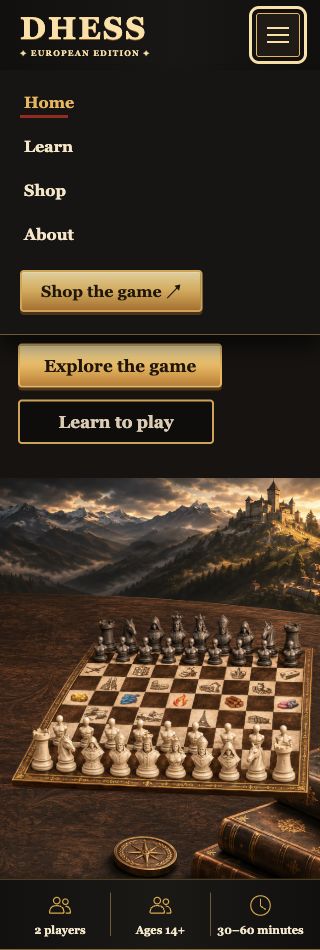 DHESS
✦ EUROPEAN EDITION ✦
Home
Learn
Shop
About
Shop the game ↗
Explore the game
Learn to play
2 players
Ages 14+
30–60 minutes